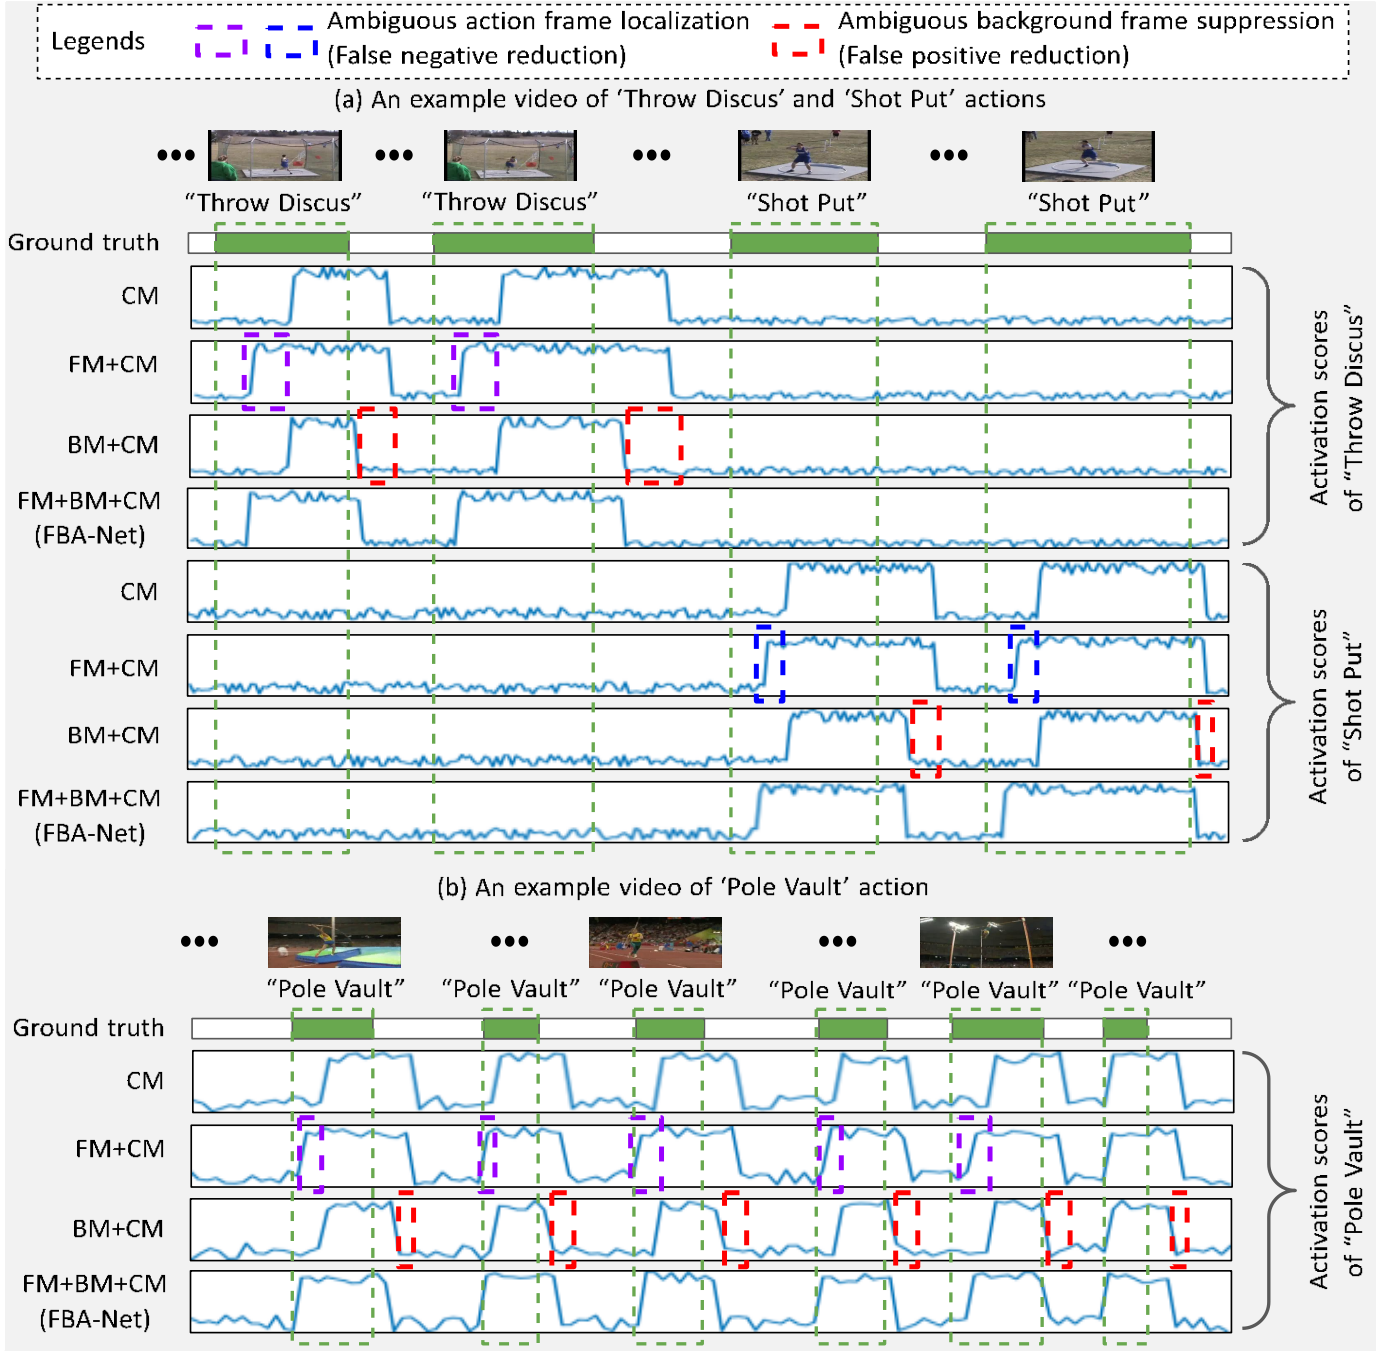 Legends
Ambiguous action frame localization
(False negative reduction)
Ambiguous background frame suppression
(False positive reduction)
(a) An example video of ‘Throw Discus’ and ‘Shot Put’ actions
“Throw Discus”
“Throw Discus”
“Shot Put”
“Shot Put”
Ground truth
CM
FM+CM
BM+CM
FM+BM+CM
(FBA-Net)
Activation scores
of “Throw Discus”
CM
FM+CM
BM+CM
FM+BM+CM
(FBA-Net)
Activation scores
of “Shot Put”
(b) An example video of ‘Pole Vault’ action
“Pole Vault”
“Pole Vault”
“Pole Vault”
“Pole Vault”
“Pole Vault”
“Pole Vault”
Ground truth
CM
FM+CM
BM+CM
FM+BM+CM
(FBA-Net)
Activation scores
of “Pole Vault”